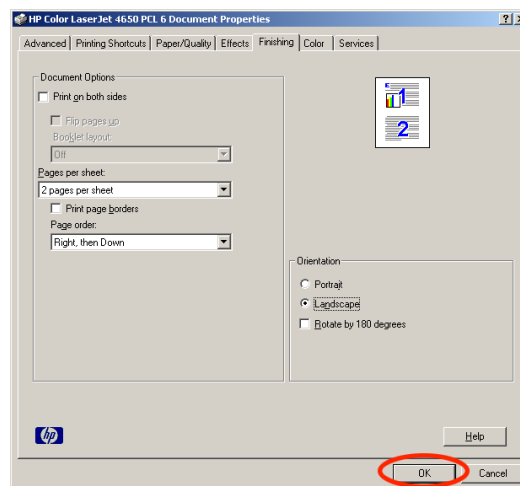 HP Color LaserJet 4650 PCL 6 Document Properties
Advanced Printing Shortcuts Paper/Quality Effects Finishing Color Services
Document Options
Print on both sides
Flip pages up
Booklet layout:
Off
Pages per sheet:
2 pages per sheet
Print page borders
Page order:
Right, then Down
1
2
Orientation
Portrait
Landscape
Rotate by 180 degrees
hp
Help
OK Cancel